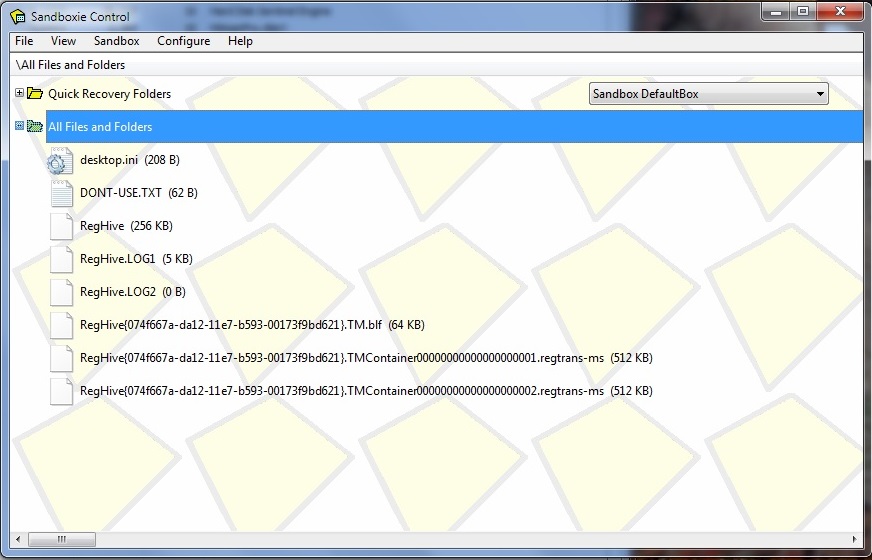 Sandboxie Control
File View Sandbox Configure Help
\All Files and Folders
Quick Recovery Folders Sandbox DefaultBox
All Files and Folders
desktop.ini (208 B)
DONT-USE.TXT (62 B)
RegHive (256 KB)
RegHive.LOG1 (5 KB)
RegHive.LOG2 (0 B)
RegHive{074f667a-da12-11e7-b593-00173f9bd621}.TM.blf (64 KB)
RegHive{074f667a-da12-11e7-b593-00173f9bd621}.TMContainer00000000000000000001.regtrans-ms (512 KB)
RegHive{074f667a-da12-11e7-b593-00173f9bd621}.TMContainer00000000000000000002.regtrans-ms (512 KB)